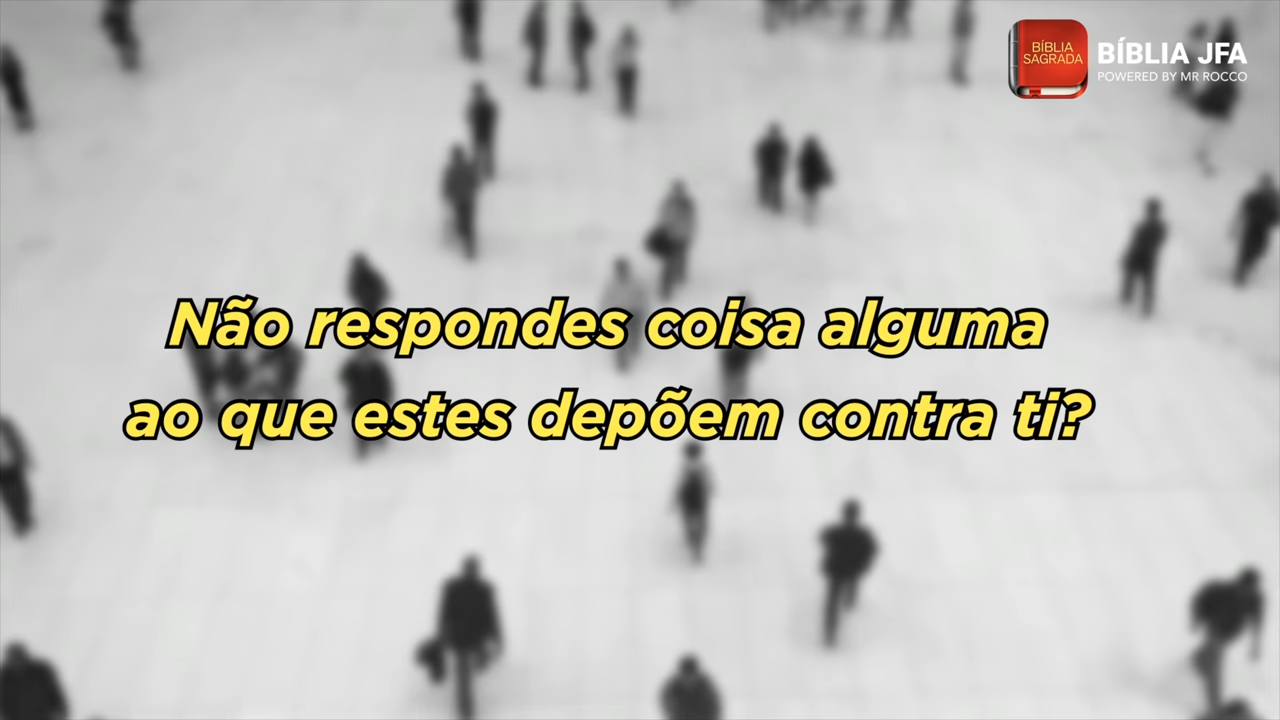 BÍBLIA
SAGRADA
BÍBLIA JFA
POWERED BY MR ROCCO
Não respondes coisa alguma
ao que estes depõem contra ti?